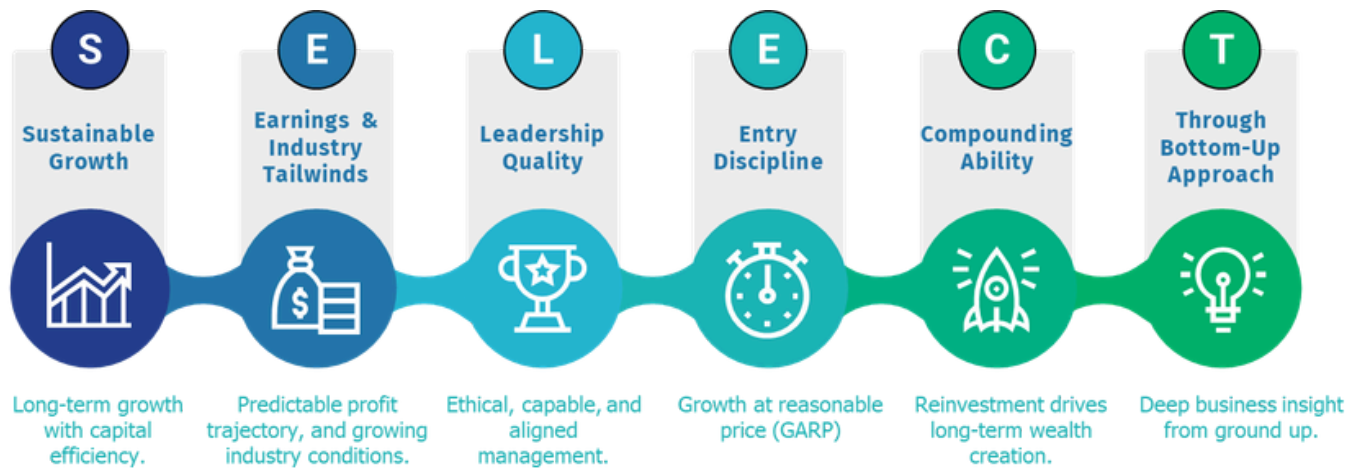 S
E
L
E
C
T
Sustainable
Growth
Earnings &
Industry
Tailwinds
Leadership
Quality
Entry
Discipline
Compounding
Ability
Through
Bottom-Up
Approach
$
Long-term growth
with capital
efficiency.
Predictable profit
trajectory, and growing
industry conditions.
Ethical, capable, and
aligned
management.
Growth at reasonable
price (GARP)
Reinvestment drives
long-term wealth
creation.
Deep business insight
from ground up.